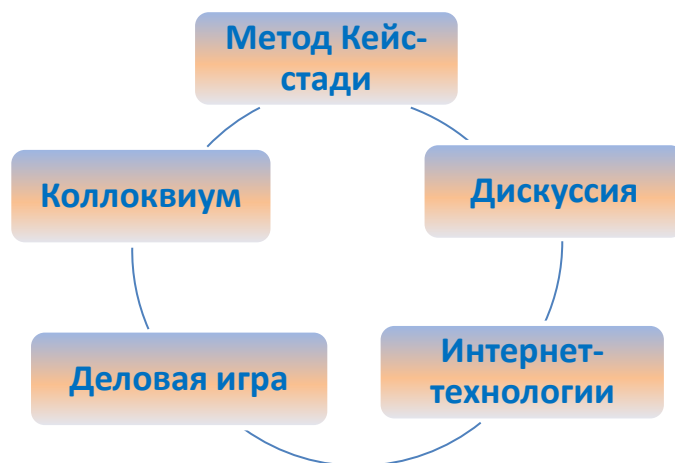 Метод Кейс-
стади
Коллоквиум
Дискуссия
Деловая игра
Интернет-
технологии